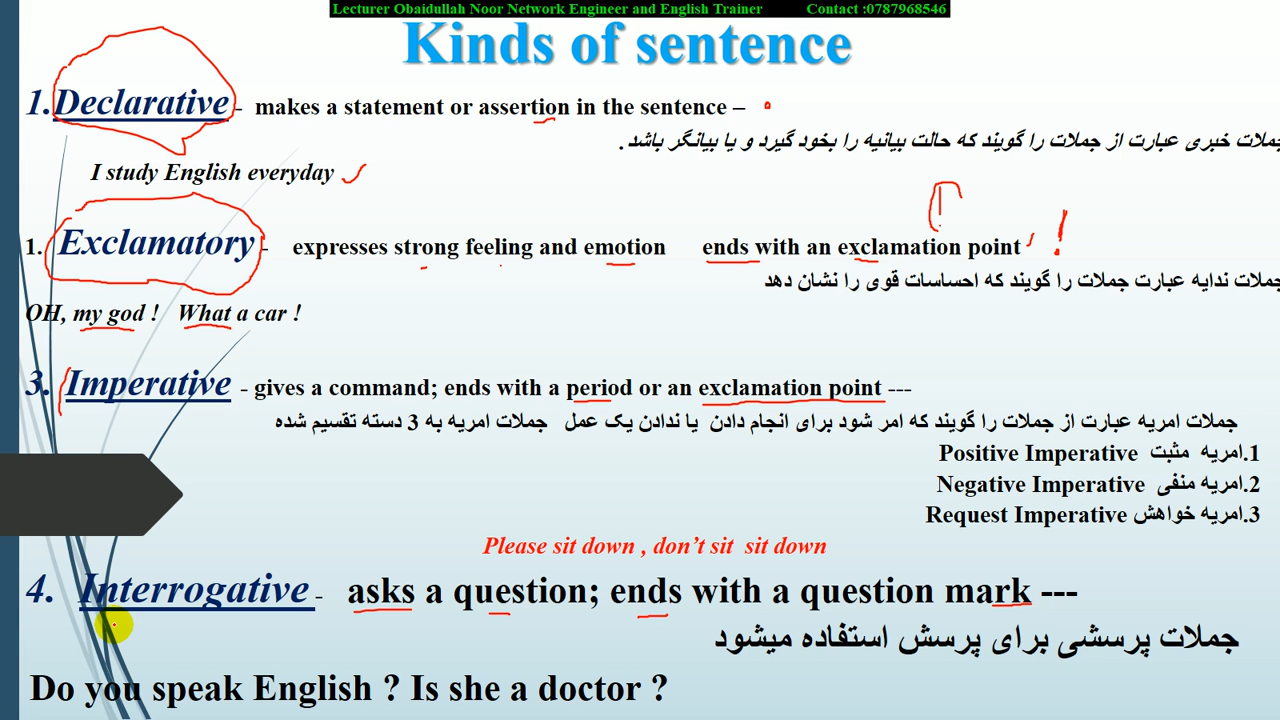 Lecturer Obaidullah Noor Network Engineer and English Trainer Contact :0787968546
Kinds of sentence
1. Declarative - makes a statement or assertion in the sentence –
جملات خبری عبارت از جملات را گویند که حالت بیانیه را بخود گیرد و یا بیانگر باشد .
I study English everyday
1. Exclamatory - expresses strong feeling and emotion ends with an exclamation point
جملات ندایه عبارت جملات را گویند که احساسات قوی را نشان دهد
OH, my god ! What a car !
3. Imperative - gives a command; ends with a period or an exclamation point ---
جملات امریه عبارت از جملات را گویند که امر شود برای انجام دادن یا ندادن یک عمل جملات امریه به 3 دسته تقسیم شده
1.امریه مثبت Positive Imperative
2.امریه منفی Negative Imperative
3.امریه خواهش Request Imperative
Please sit down , don’t sit sit down
4. Interrogative - asks a question; ends with a question mark ---
جملات پرسشی برای پرسش استفاده میشود
Do you speak English ? Is she a doctor ?